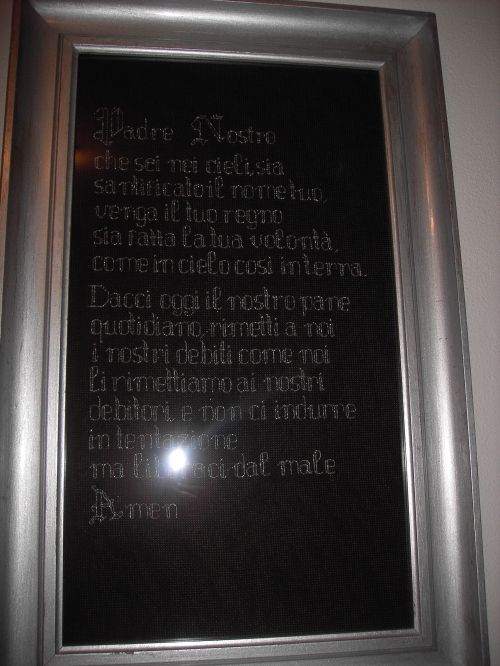 Padre Nostro
che sei nei cieli, sia
santificato il nome tuo,
venga il tuo regno
sia fatta la tua volontà,
come in cielo così in terra.
Dacci oggi il nostro pane
quotidiano, rimetti a noi
i nostri debiti come noi
li rimettiamo ai nostri
debitori, e non ci indurre
in tentazione
ma dal male
Amen